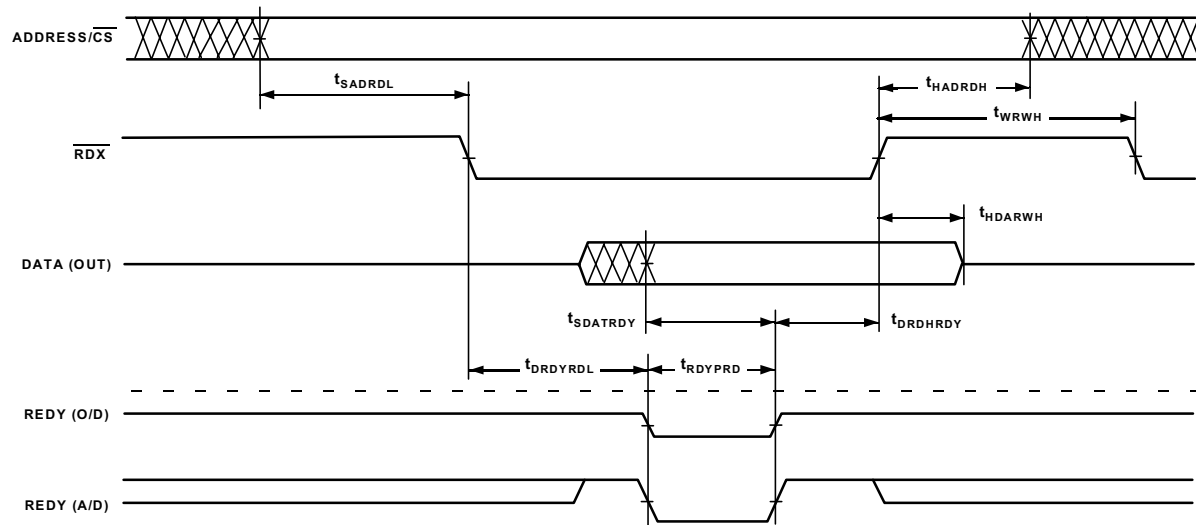 ADDRESS/CS
tSADRDL
tHADRDH
tWRWH
RDX
tHDARWH
DATA (OUT)
tSDATRDY
tDRDHRDY
tDRDYRDL
tRDYPRD
REDY (O/D)
REDY (A/D)